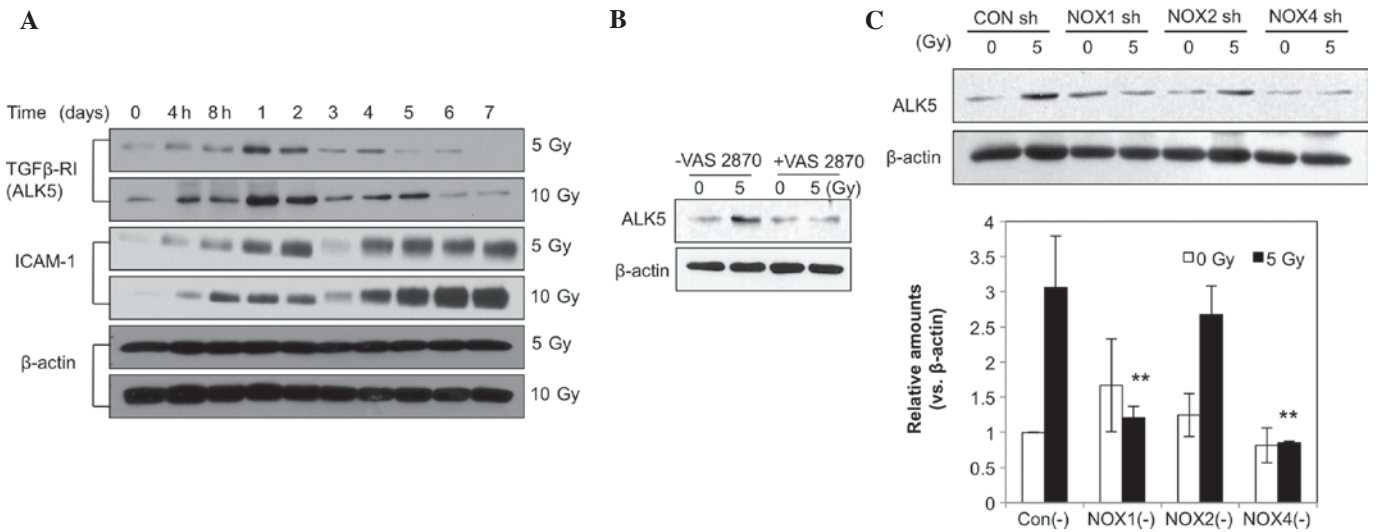 A
Time (days) 0 4 h 8 h 1 2 3 4 5 6 7
TGFβ-RI
(ALK5)
5 Gy
10 Gy
ICAM-1
5 Gy
10 Gy
β-actin
5 Gy
10 Gy
B
-VAS 2870 +VAS 2870
0 5 0 5 (Gy)
ALK5
β-actin
C
CON sh NOX1 sh NOX2 sh NOX4 sh
(Gy) 0 5 0 5 0 5 0 5
ALK5
β-actin
Relative amounts
(vs. β-actin)
4
3.5
3
2.5
2
1.5
1
0.5
0
0 Gy 5 Gy
**
**
Con(-) NOX1(-) NOX2(-) NOX4(-)